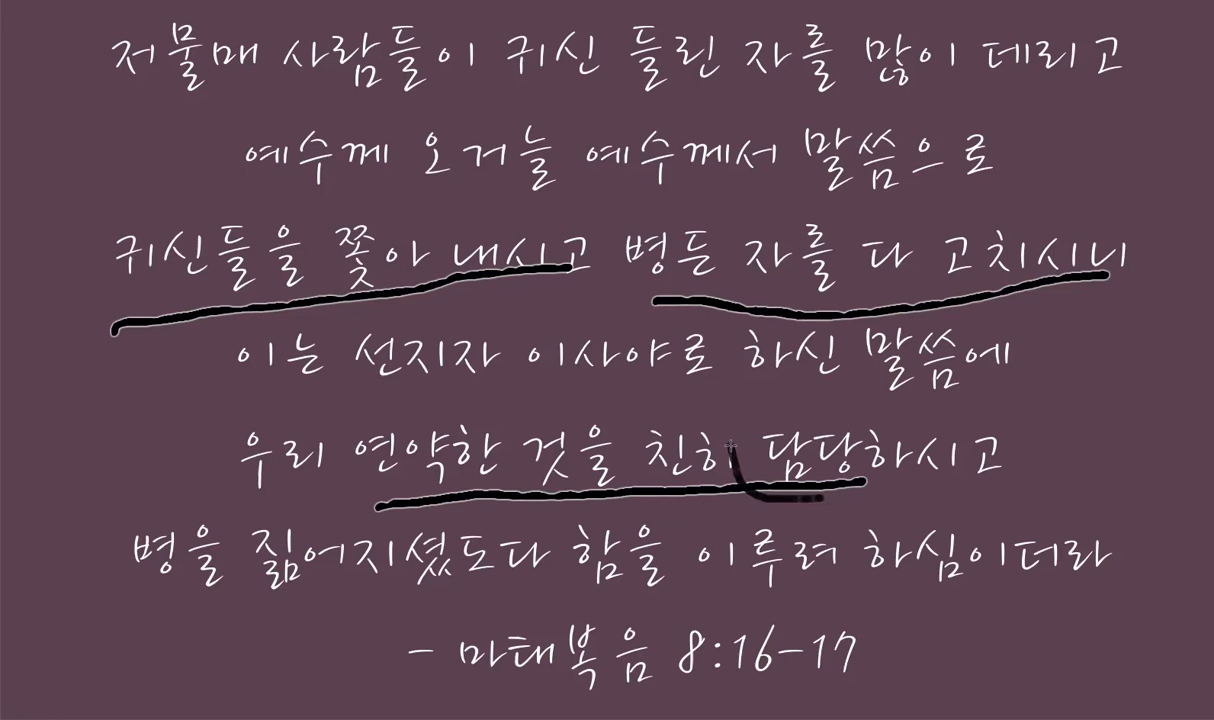 저물매 사람들이 귀신 들린 자를 많이 데리고
예수께 오거늘 예수께서 말씀으로
귀신들을 쫓아 내시고 병든 자를 다 고치시니
이는 선지자 이사야로 하신 말씀에
우리 연약한 것을 친히 담당하시고
병을 짊어지셨도다 함을 이루려 하심이더라
- 마태복음 8:16-17